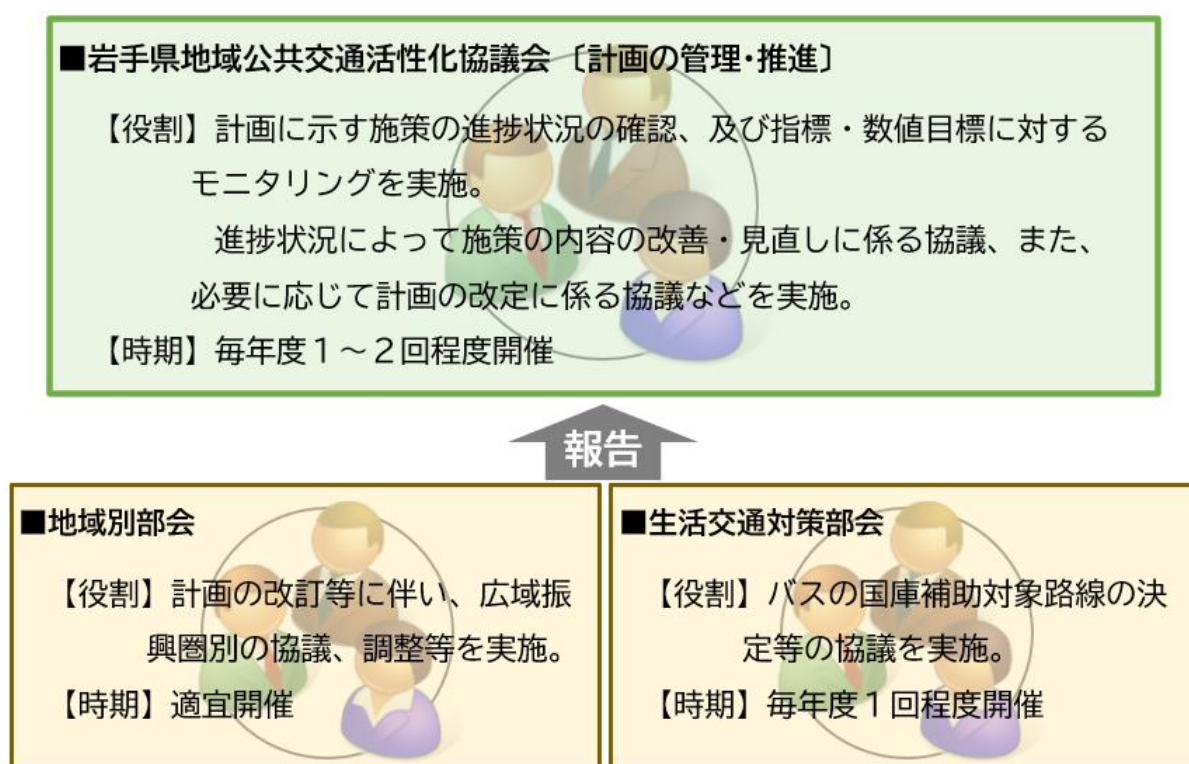 ■岩手県地域公共交通活性化協議会〔計画の管理・推進〕
【役割】計画に示す施策の進捗状況の確認、及び指標・数値目標に対する
モニタリングを実施。
進捗状況によって施策の内容の改善・見直しに係る協議、また、
必要に応じて計画の改定に係る協議などを実施。
【時期】毎年度１～２回程度開催
報告
■地域別部会
【役割】計画の改訂等に伴い、広域振
興圏別の協議、調整等を実施。
【時期】適宜開催
■生活交通対策部会
【役割】バスの国庫補助対象路線の決
定等の協議を実施。
【時期】毎年度１回程度開催